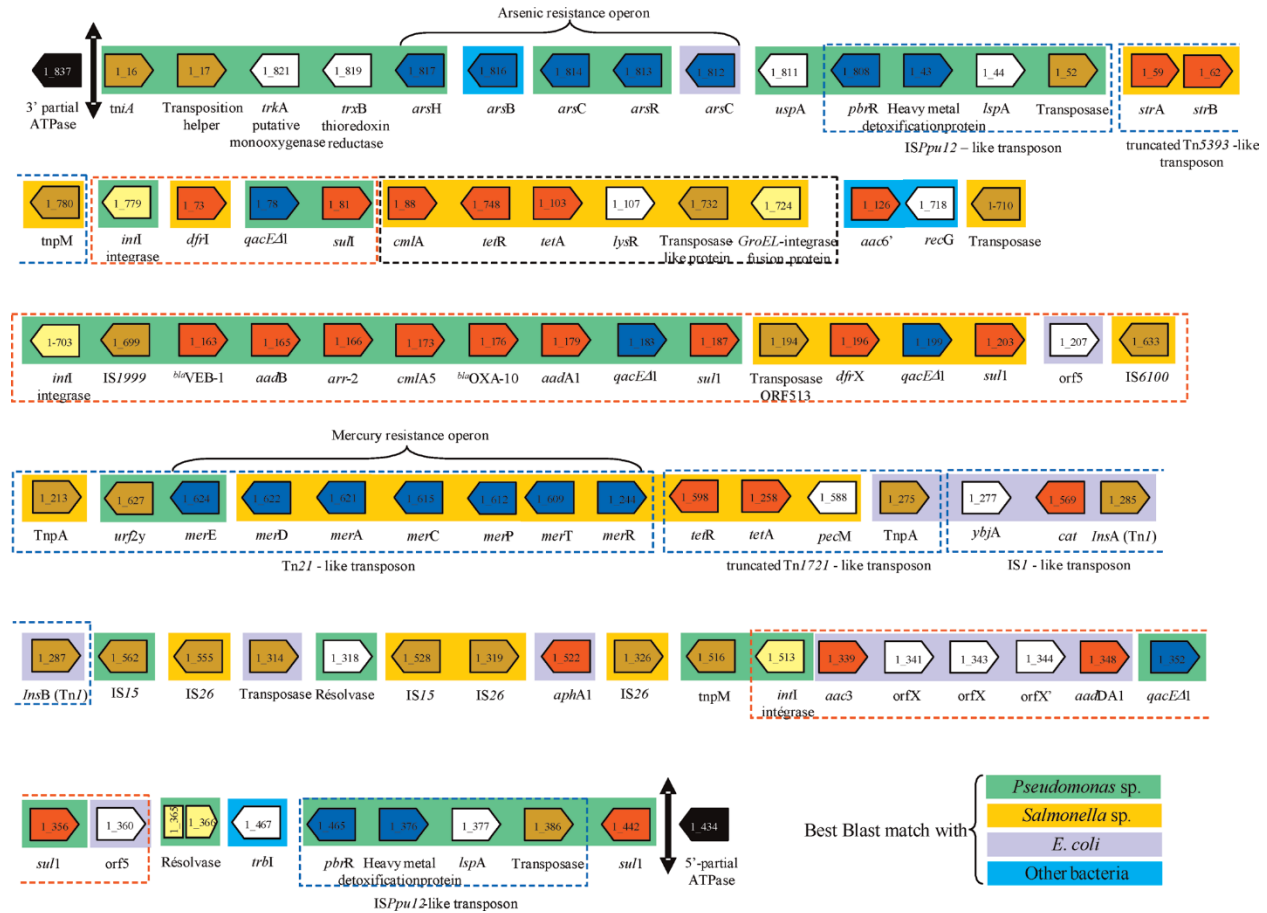 Arsenic resistance operon
1_837 1_16 1_17 1_821 1_819 1_817 1_816 1_814 1_813 1_812 1_811 1_808 1_43 1_44 1_52 1_59 1_62
3' partial ATPase
tniA
Transposition helper
trkA putative monooxygenase
trxB thioredoxin reductase
arsH
arsB
arsC
arsR
arsC
uspA
pbrR
Heavy metal detoxificationprotein
lspA
Transposase
strA
strB
ISPpu12 – like transposon
truncated Tn5393 -like transposon
1_780 1_779 1_73 1_78 1_81 1_88 1_748 1_103 1_107 1_732 1_724 1_126 1_718 1-710
tnpM
intI integrase
dfrI
qacEΔ1
sulI
cmlA
tetR
tetA
lysR
Transposase-like protein
GroEL-integrase fusion protein
aac6'
recG
Transposase
1-703 1_699 1_163 1_165 1_166 1_173 1_176 1_179 1_183 1_187 1_194 1_196 1_199 1_203 1_207 1_633
intI integrase
IS1999
blaVEB-1
aadB
arr-2
cmlA5
blaOXA-10
aadA1
qacEΔ1
sul1
Transposase ORF513
dfrX
qacEΔ1
sul1
orf5
IS6100
Mercury resistance operon
1_213 1_627 1_624 1_622 1_621 1_615 1_612 1_609 1_244 1_598 1_258 1_588 1_275 1_277 1_569 1_285
TnpA
urf2y
merE
merD
merA
merC
merP
merT
merR
tetR
tetA
pecM
TnpA
ybjA
cat
InsA (Tn1)
Tn21 - like transposon
truncated Tn1721 - like transposon
IS1 - like transposon
1_287 1_562 1_555 1_314 1_318 1_528 1_319 1_522 1_326 1_516 1_513 1_339 1_341 1_343 1_344 1_348 1_352
InsB (Tn1)
IS15
IS26
Transposase
Résolvase
IS15
IS26
aphA1
IS26
tnpM
intI intégrase
aac3
orfX
orfX
orfX'
aadDA1
qacEΔ1
1_356 1_360 1_365 1_366 1_467 1_465 1_376 1_377 1_386 1_442 1_434
sul1
orf5
Résolvase
trbI
pbrR
Heavy metal detoxificationprotein
lspA
Transposase
sul1
5'-partial ATPase
ISPpu12-like transposon
Best Blast match with
Pseudomonas sp.
Salmonella sp.
E. coli
Other bacteria